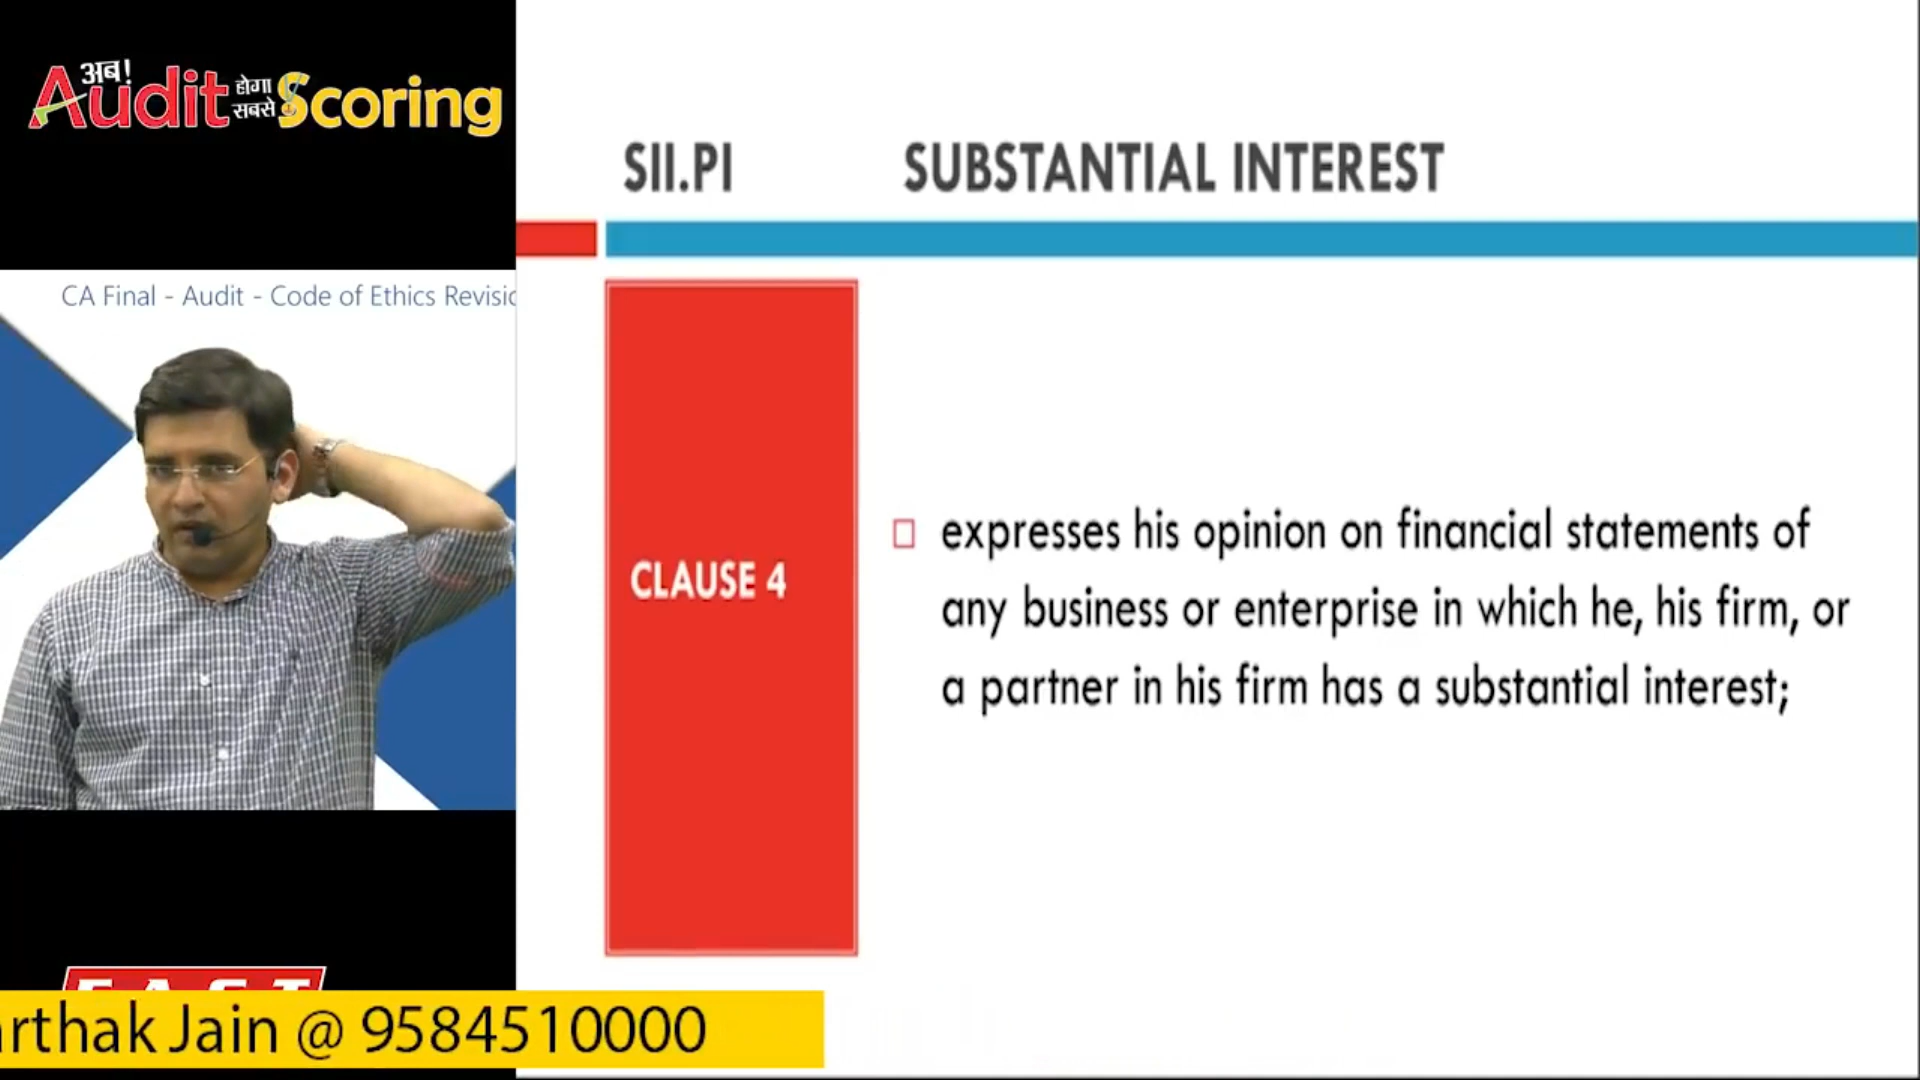 अब!
Audit होगा सबसे Scoring
CA Final - Audit - Code of Ethics Revisi
SII.PI SUBSTANTIAL INTEREST
CLAUSE 4
expresses his opinion on financial statements of
any business or enterprise in which he, his firm, or
a partner in his firm has a substantial interest;
FAST
arthak Jain @ 9584510000